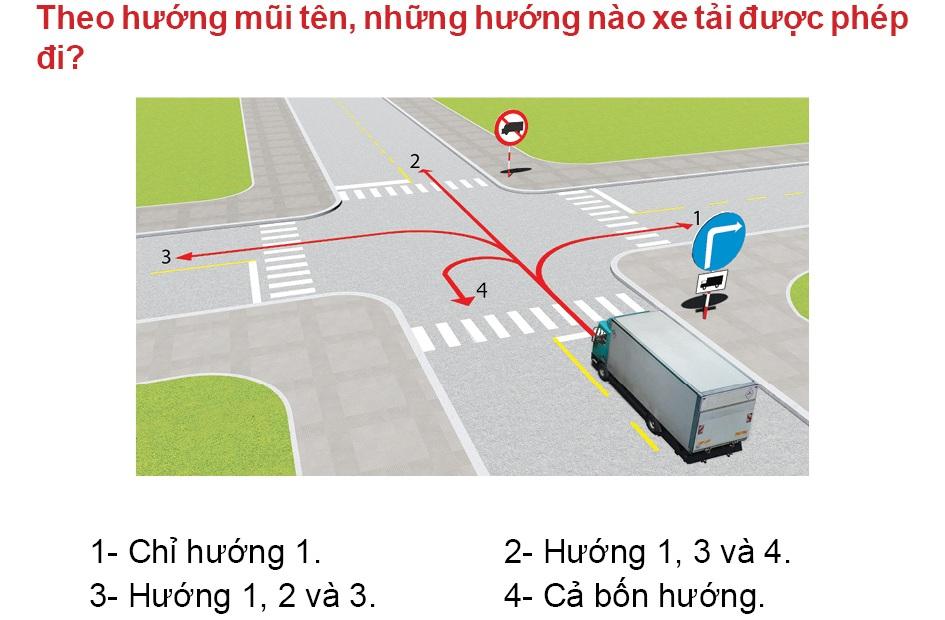 Theo hướng mũi tên, những hướng nào xe tải được phép
đi?
2
1
3
4
1- Chỉ hướng 1.
2- Hướng 1, 3 và 4.
3- Hướng 1, 2 và 3.
4- Cả bốn hướng.